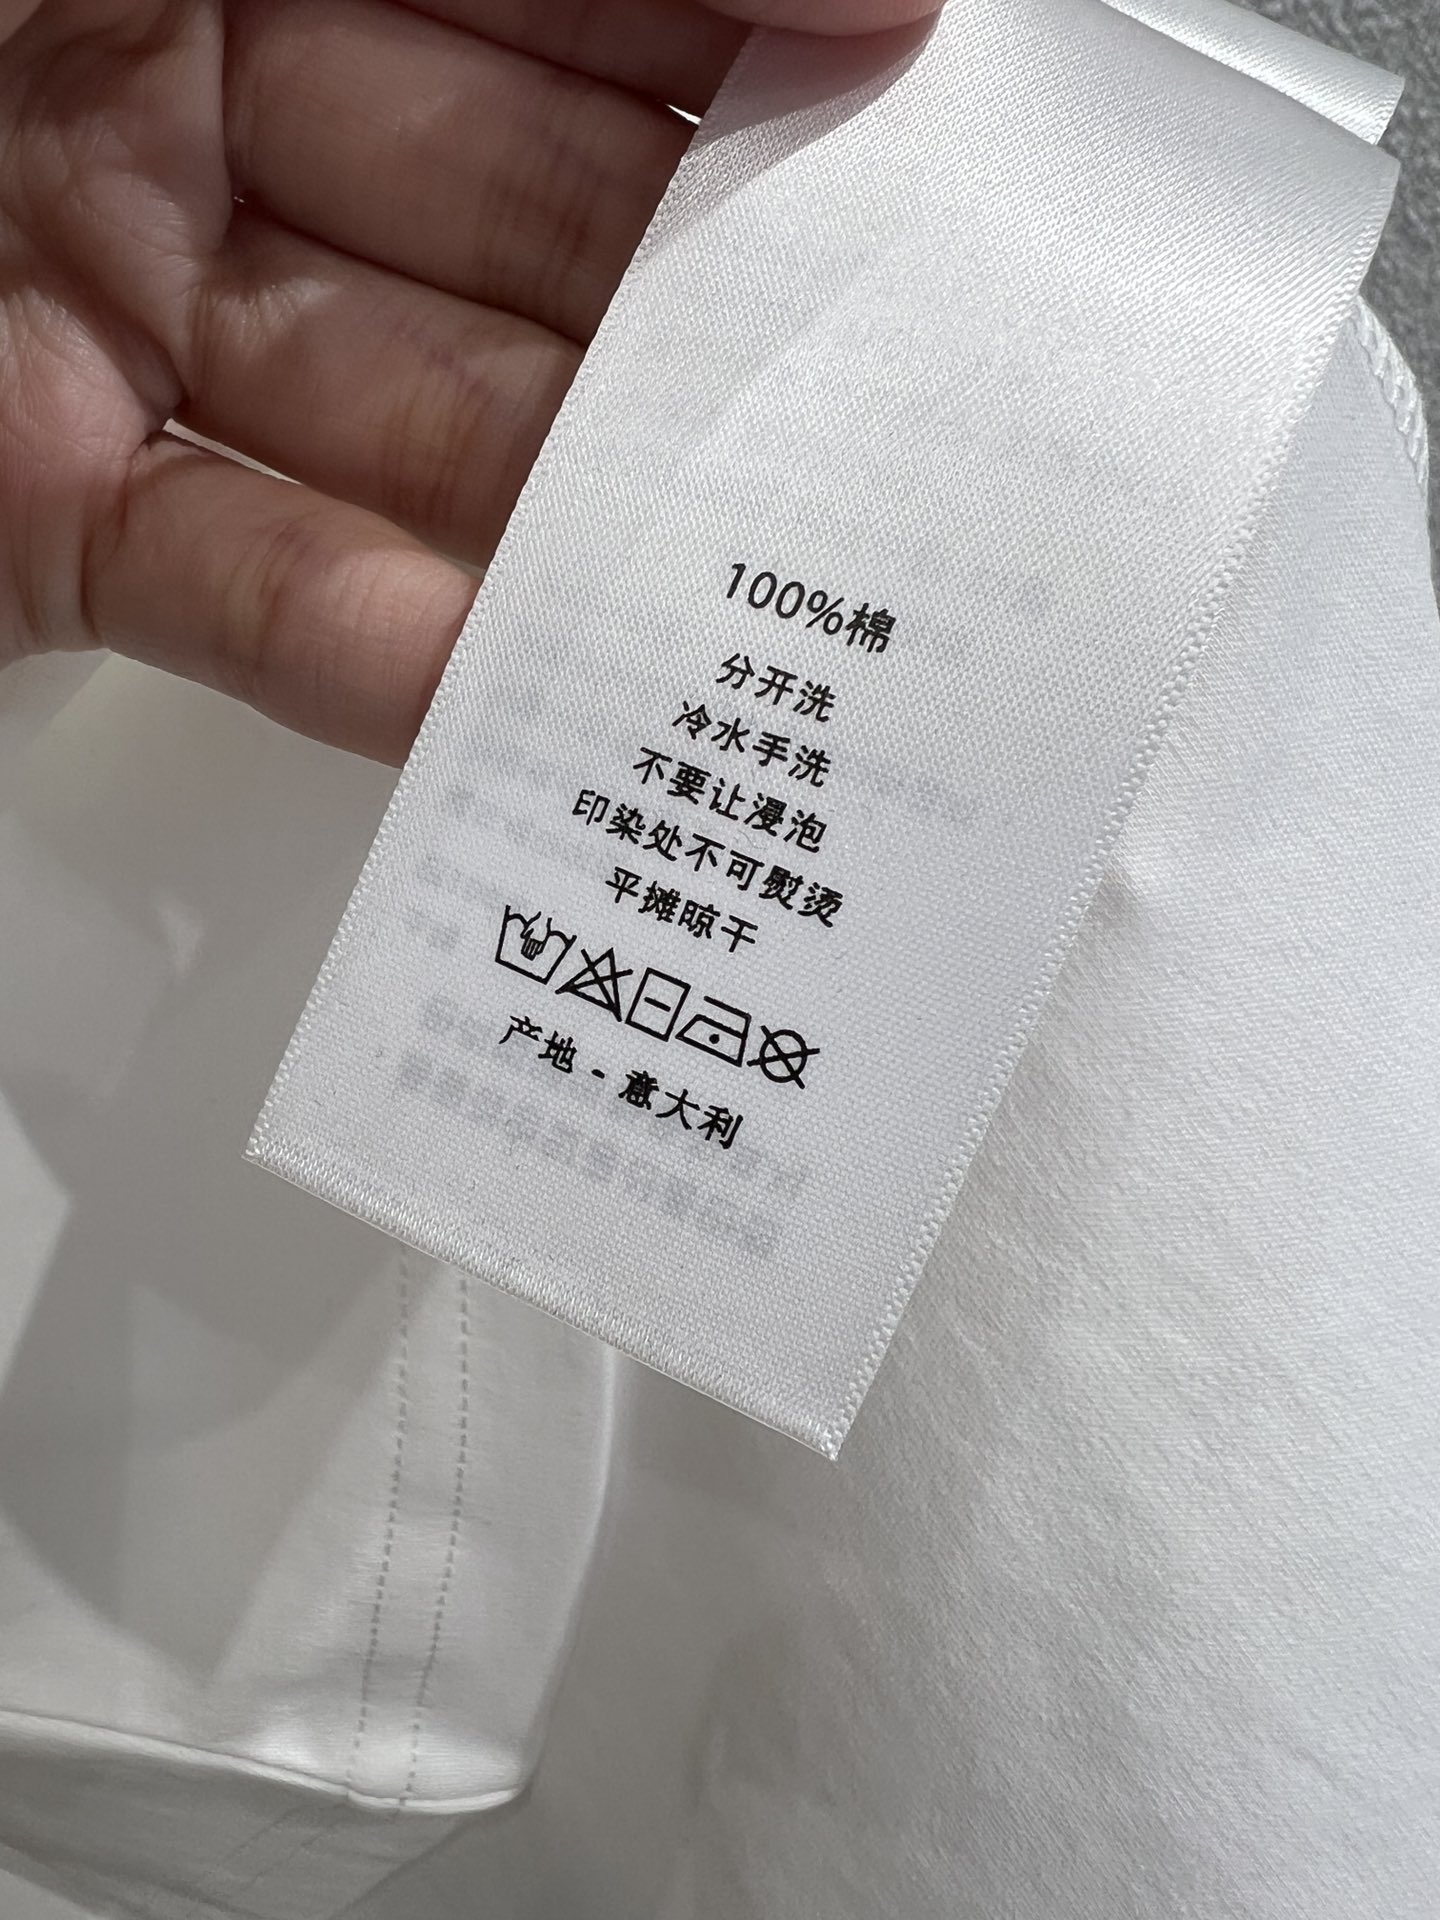 100%棉
分开洗
冷水手洗
不要让浸泡
印染处不可熨烫
平摊晾干
产地 - 意大利